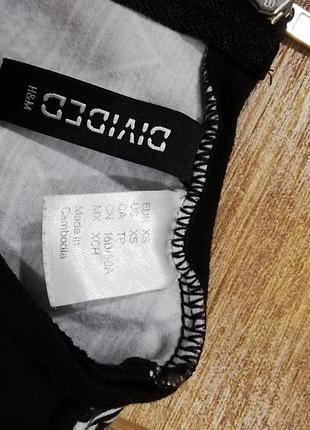 DIVIDED
H&M
EUR XS
US XS
CA TP
CN 160/80A
MX XCH
Made in
Cambodia